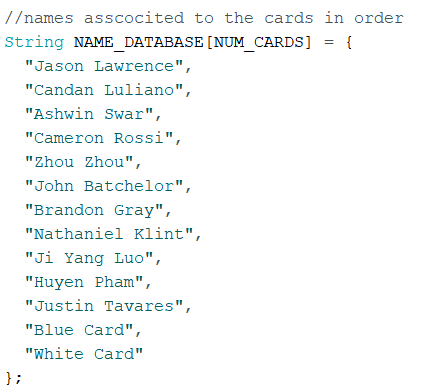 //names asscocited to the cards in order
String NAME_DATABASE[NUM_CARDS] = {
"Jason Lawrence",
"Candan Luliano",
"Ashwin Swar",
"Cameron Rossi",
"Zhou Zhou",
"John Batchelor",
"Brandon Gray",
"Nathaniel Klint",
"Ji Yang Luo",
"Huyen Pham",
"Justin Tavares",
"Blue Card",
"White Card"
};